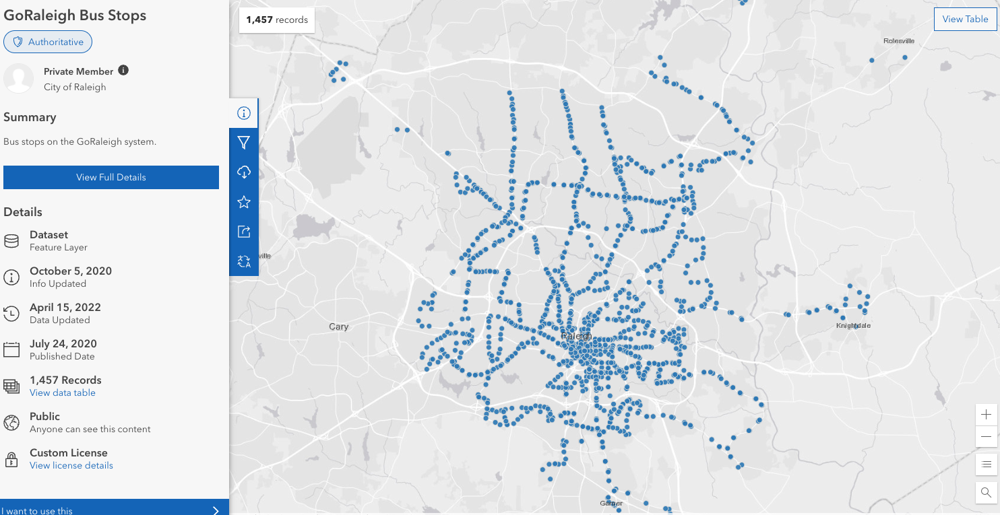 GoRaleigh Bus Stops
Authoritative
Private Member
City of Raleigh
Summary
Bus stops on the GoRaleigh system.
View Full Details
Details
Dataset
Feature Layer
October 5, 2020
Info Updated
April 15, 2022
Data Updated
July 24, 2020
Published Date
1,457 Records
View data table
Public
Anyone can see this content
Custom License
View license details
I want to use this
1,457 records
View Table
Rolesville
ville
Cary
Raleigh
Knightdale
Garner